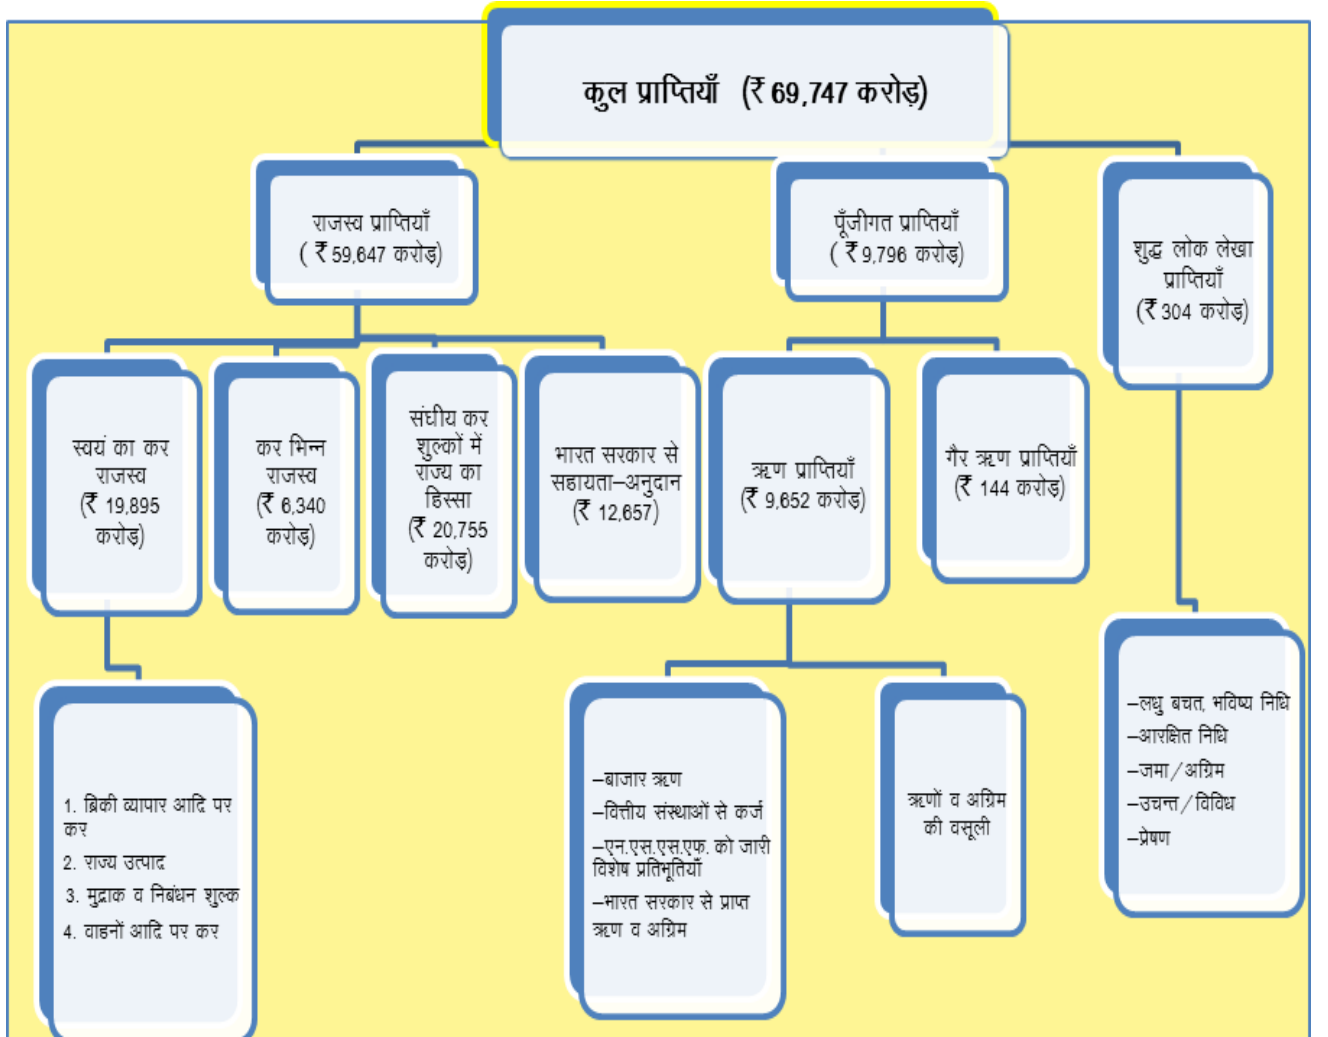 कुल प्राप्तियाँ (₹ 69,747 करोड़)
राजस्व प्राप्तियाँ
( ₹ 59,647 करोड़)
पूँजीगत प्राप्तियाँ
( ₹ 9,796 करोड़)
शुद्ध लोक लेखा
प्राप्तियाँ
(₹ 304 करोड़)
स्वयं का कर
राजस्व
(₹ 19,895
करोड़)
कर भिन्न
राजस्व
(₹ 6,340
करोड़)
संघीय कर
शुल्कों में
राज्य का
हिस्सा
(₹ 20,755
करोड़)
भारत सरकार से
सहायता–अनुदान
(₹ 12,657)
ऋण प्राप्तियाँ
(₹ 9,652 करोड़)
गैर ऋण प्राप्तियाँ
(₹ 144 करोड़)
1. ब्रिकी व्यापार आदि पर
कर
2. राज्य उत्पाद
3. मुद्राक व निबंधन शुल्क
4. वाहनों आदि पर कर
–बाजार ऋण
–वित्तीय संस्थाओं से कर्ज
–एन.एस.एस.एफ. को जारी
विशेष प्रतिभूतियाँ
–भारत सरकार से प्राप्त
ऋण व अग्रिम
ऋणों व अग्रिम
की वसूली
–लधु बचत, भविष्य निधि
–आरक्षित निधि
–जमा/अग्रिम
–उचन्त/विविध
–प्रेषण